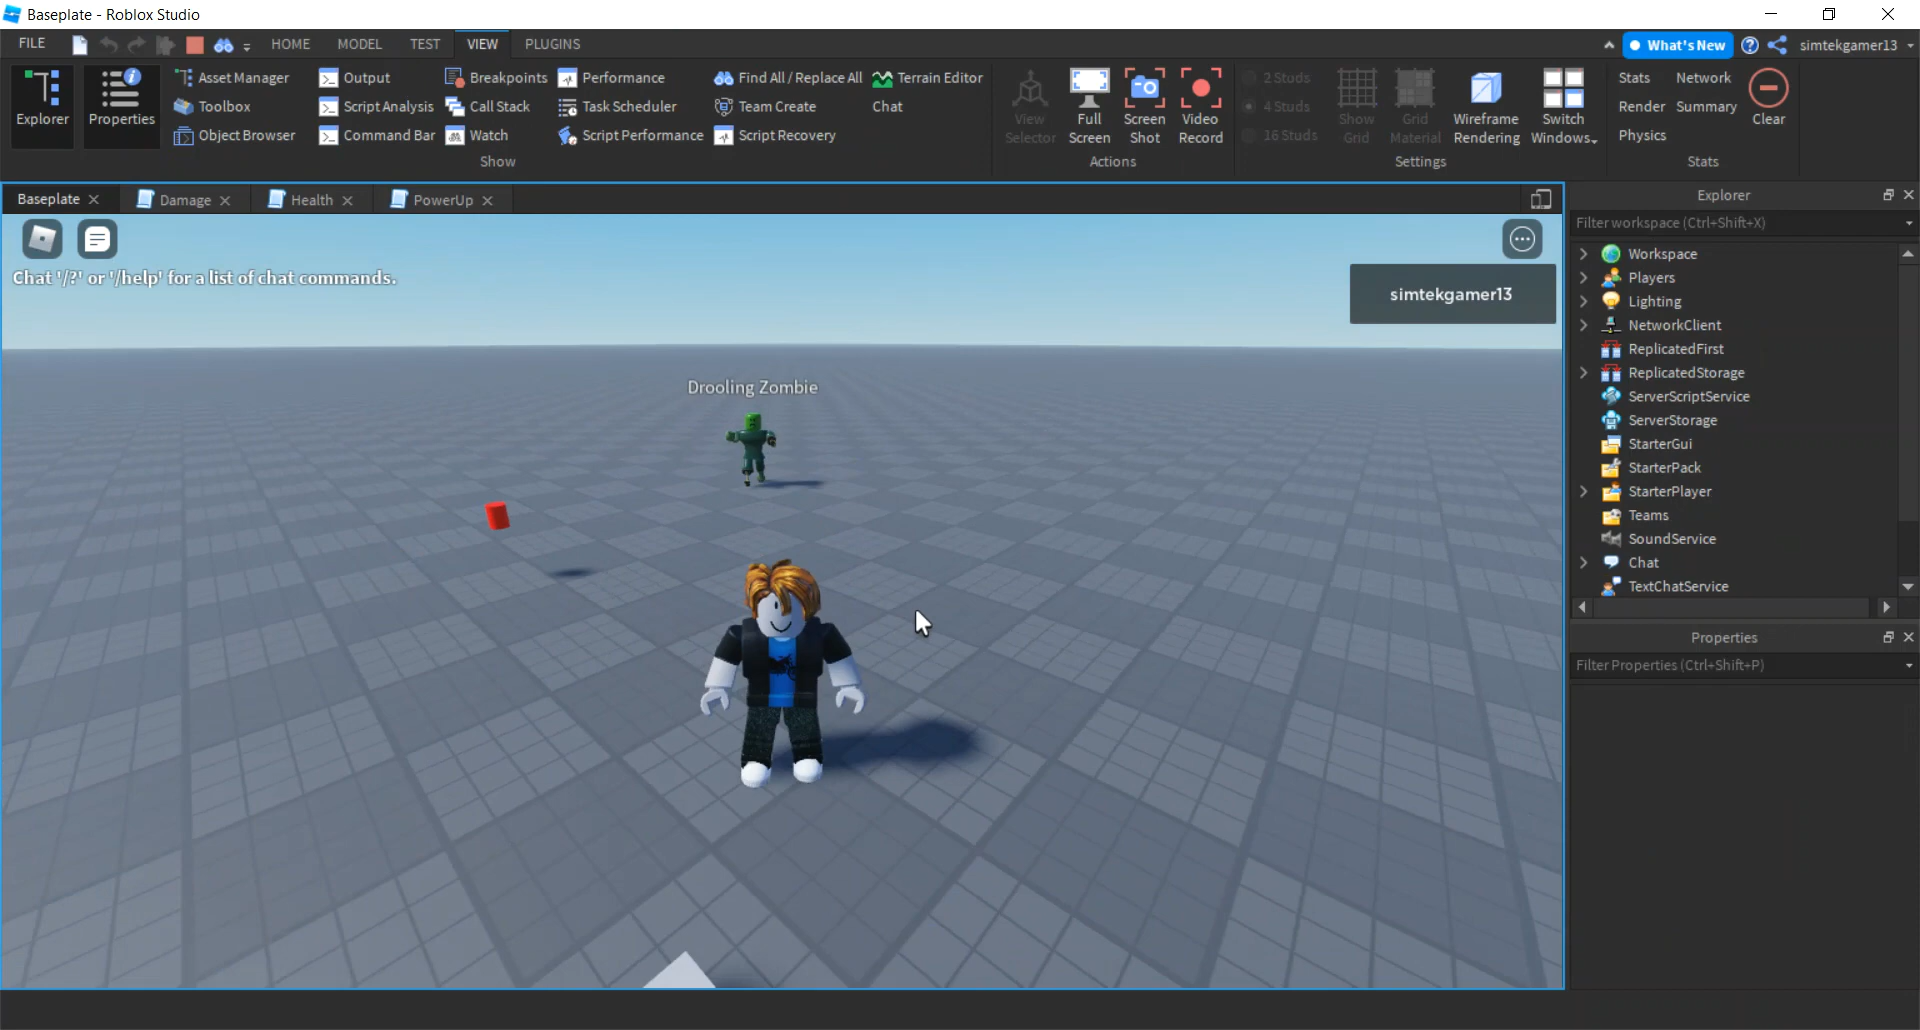 Baseplate - Roblox Studio
FILE HOME MODEL TEST VIEW PLUGINS What's New simtekgamer13
Explorer
Properties
Asset Manager
Toolbox
Object Browser
Output
Script Analysis
Command Bar
Breakpoints
Call Stack
Watch
Performance
Task Scheduler
Script Performance
Find All / Replace All
Team Create
Script Recovery
Terrain Editor
Chat
Show
View
Selector
Full
Screen
Screen
Shot
Video
Record
Actions
2 Studs
4 Studs
16 Studs
Show
Grid
Grid
Material
Wireframe
Rendering
Switch
Windows
Settings
Stats
Render
Physics
Network
Summary
Clear
Stats
Baseplate Damage Health PowerUp
Chat '/?' or '/help' for a list of chat commands.
simtekgamer13
Drooling Zombie
Explorer
Filter workspace (Ctrl+Shift+X)
Workspace
Players
Lighting
NetworkClient
ReplicatedFirst
ReplicatedStorage
ServerScriptService
ServerStorage
StarterGui
StarterPack
StarterPlayer
Teams
SoundService
Chat
TextChatService
Properties
Filter Properties (Ctrl+Shift+P)